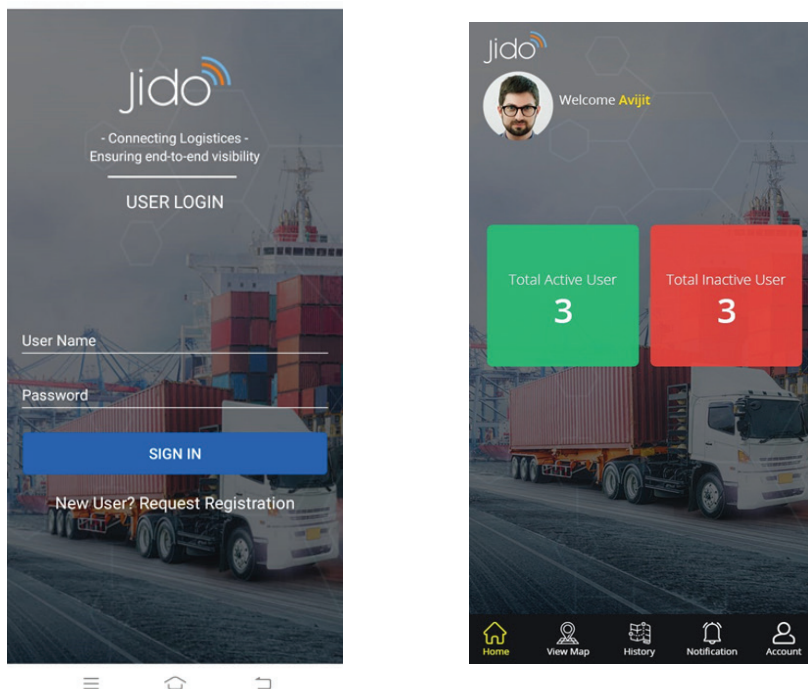 Jido
- Connecting Logistices -
Ensuring end-to-end visibility
USER LOGIN
User Name
Password
SIGN IN
New User? Request Registration
Jido
Welcome Avijit
Total Active User
3
Total Inactive User
3
Home
View Map
History
Notification
Account